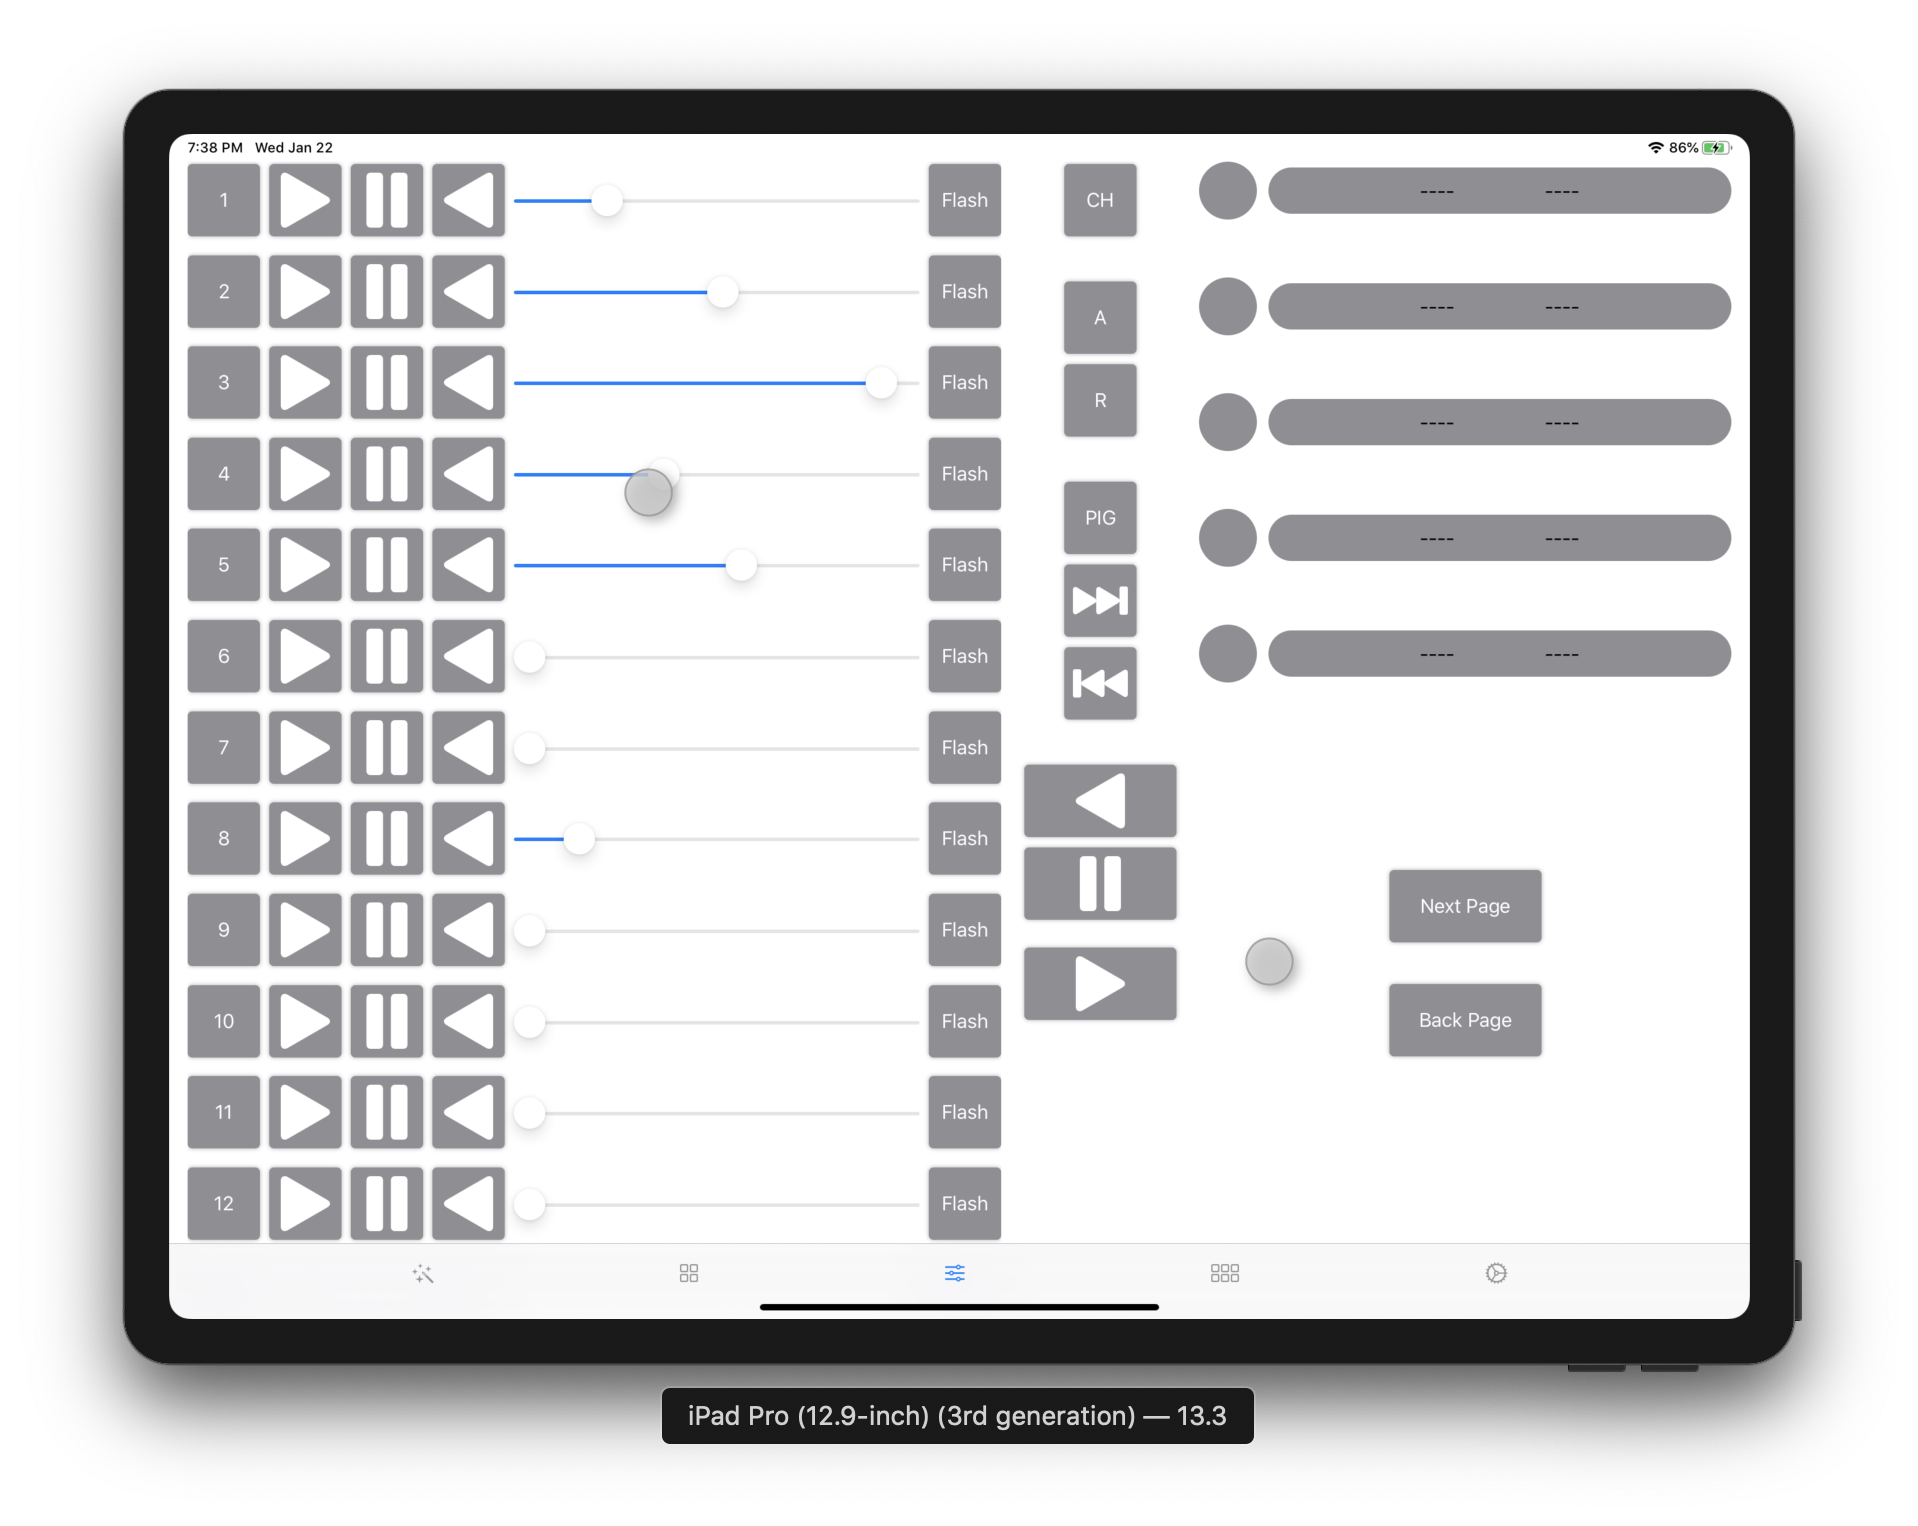 7:38 PM Wed Jan 22 86%
1 Flash CH ---- ----
2 Flash A ---- ----
3 Flash R ---- ----
4 Flash PIG
5 Flash ---- ----
6 Flash ---- ----
7 Flash
8 Flash
9 Flash Next Page
10 Flash Back Page
11 Flash
12 Flash
iPad Pro (12.9-inch) (3rd generation) — 13.3